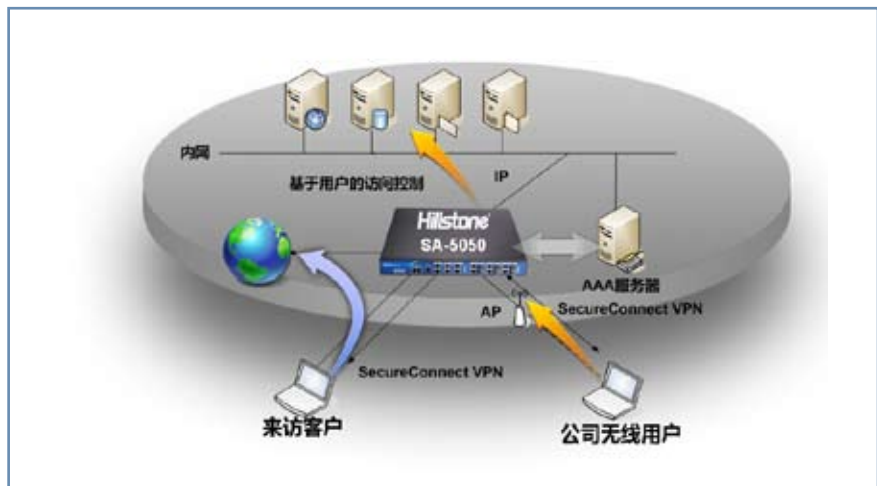 内网
基于用户的访问控制
IP
Hillstone
SA-5050
AAA服务器
AP
SecureConnect VPN
SecureConnect VPN
来访客户
公司无线用户